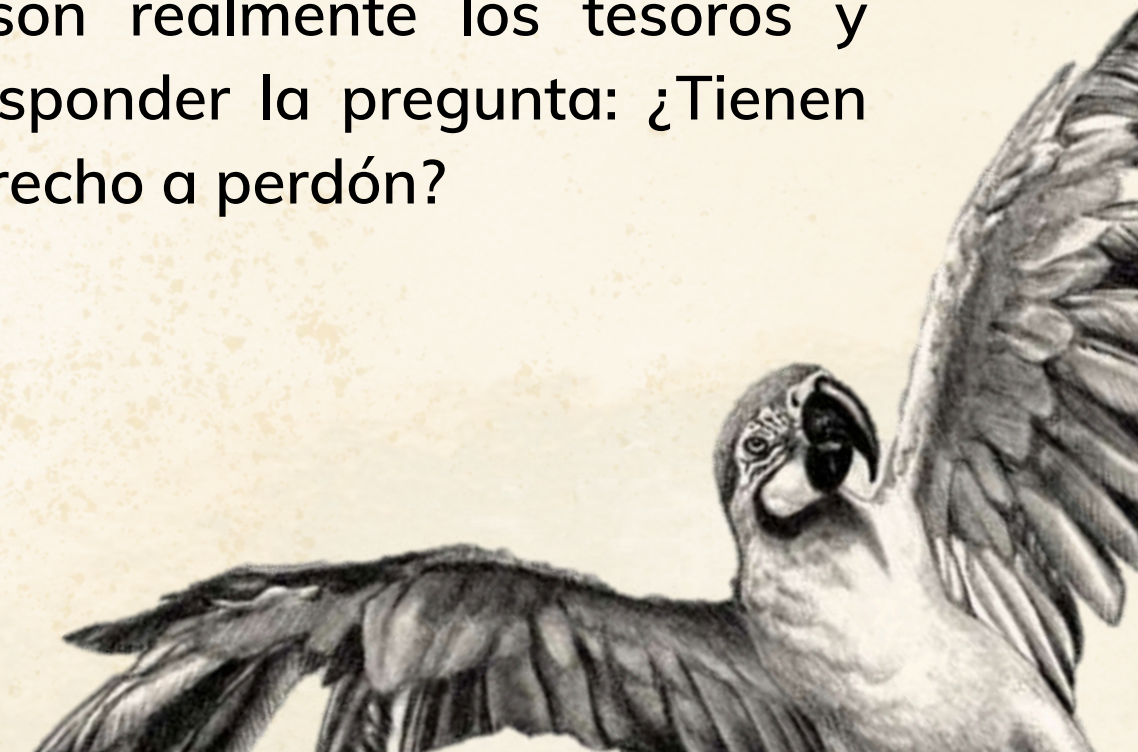 son realmente los tesoros y
sponder la pregunta: ¿Tienen
recho a perdón?